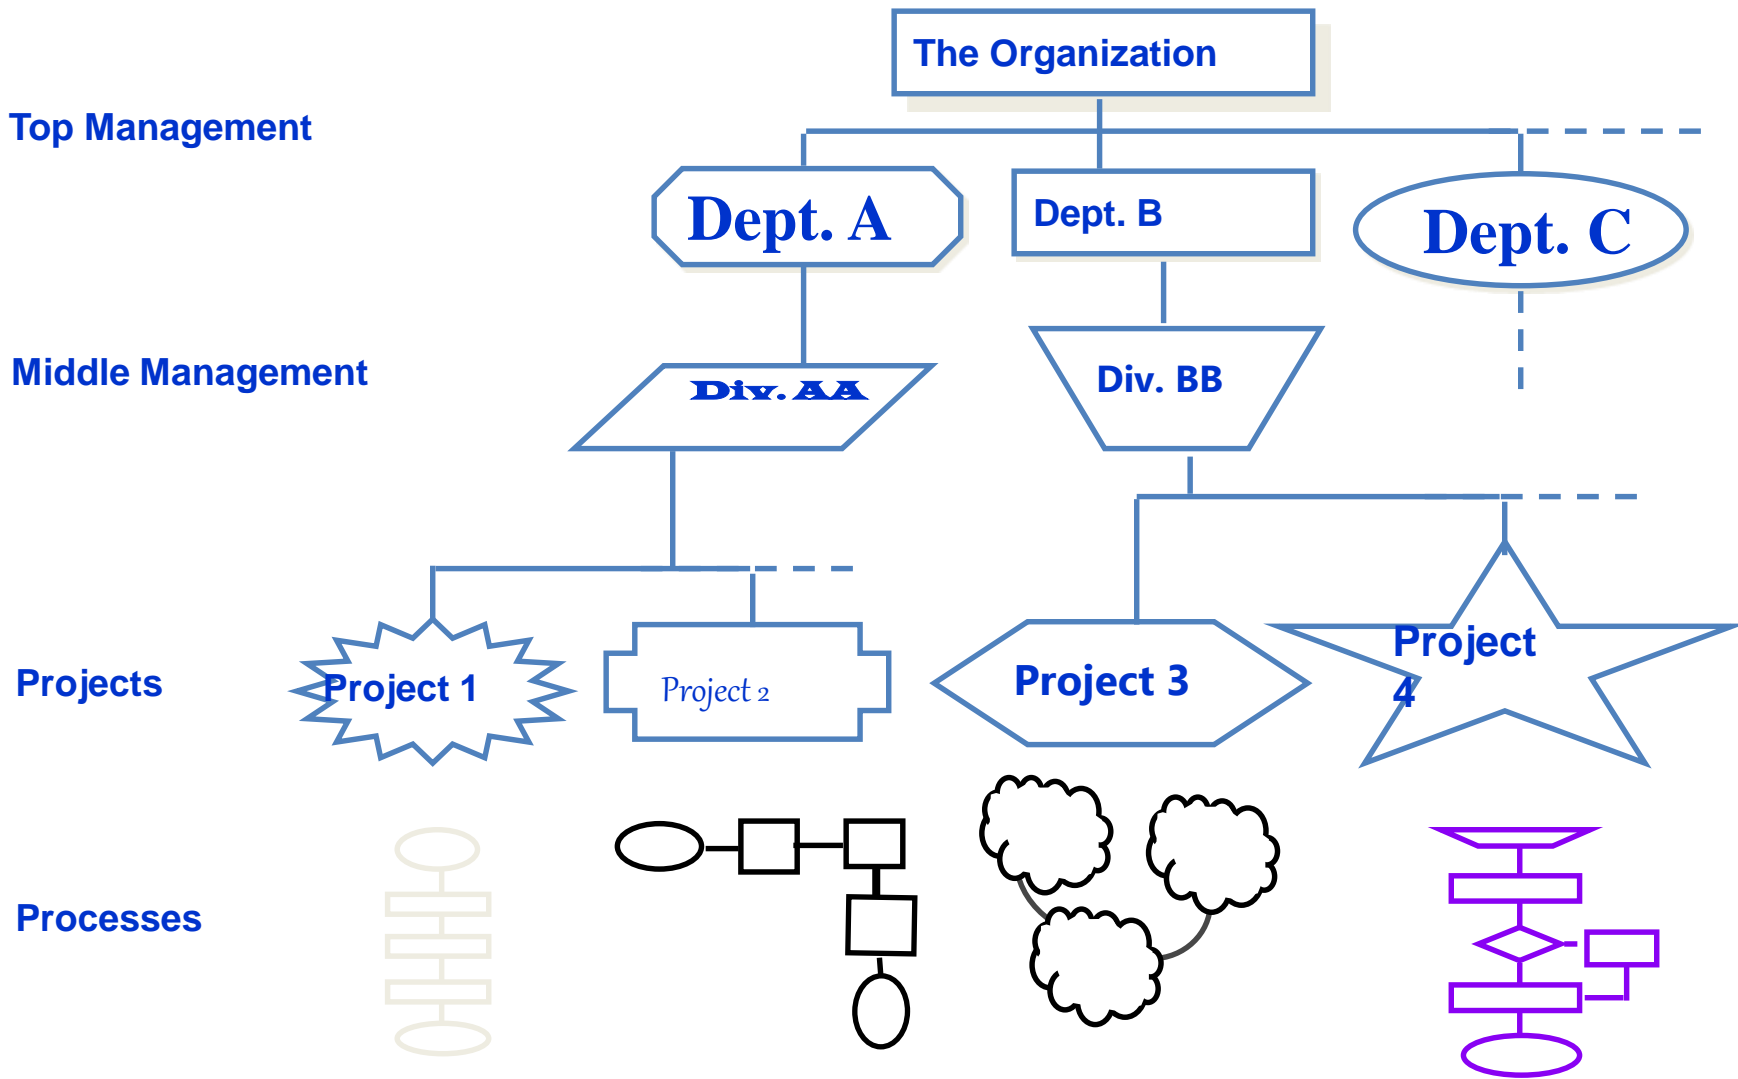 The Organization
Top Management
Dept. A
Dept. B
Dept. C
Middle Management
Div. AA
Div. BB
Projects
Project 1
Project 2
Project 3
Project
4
Processes